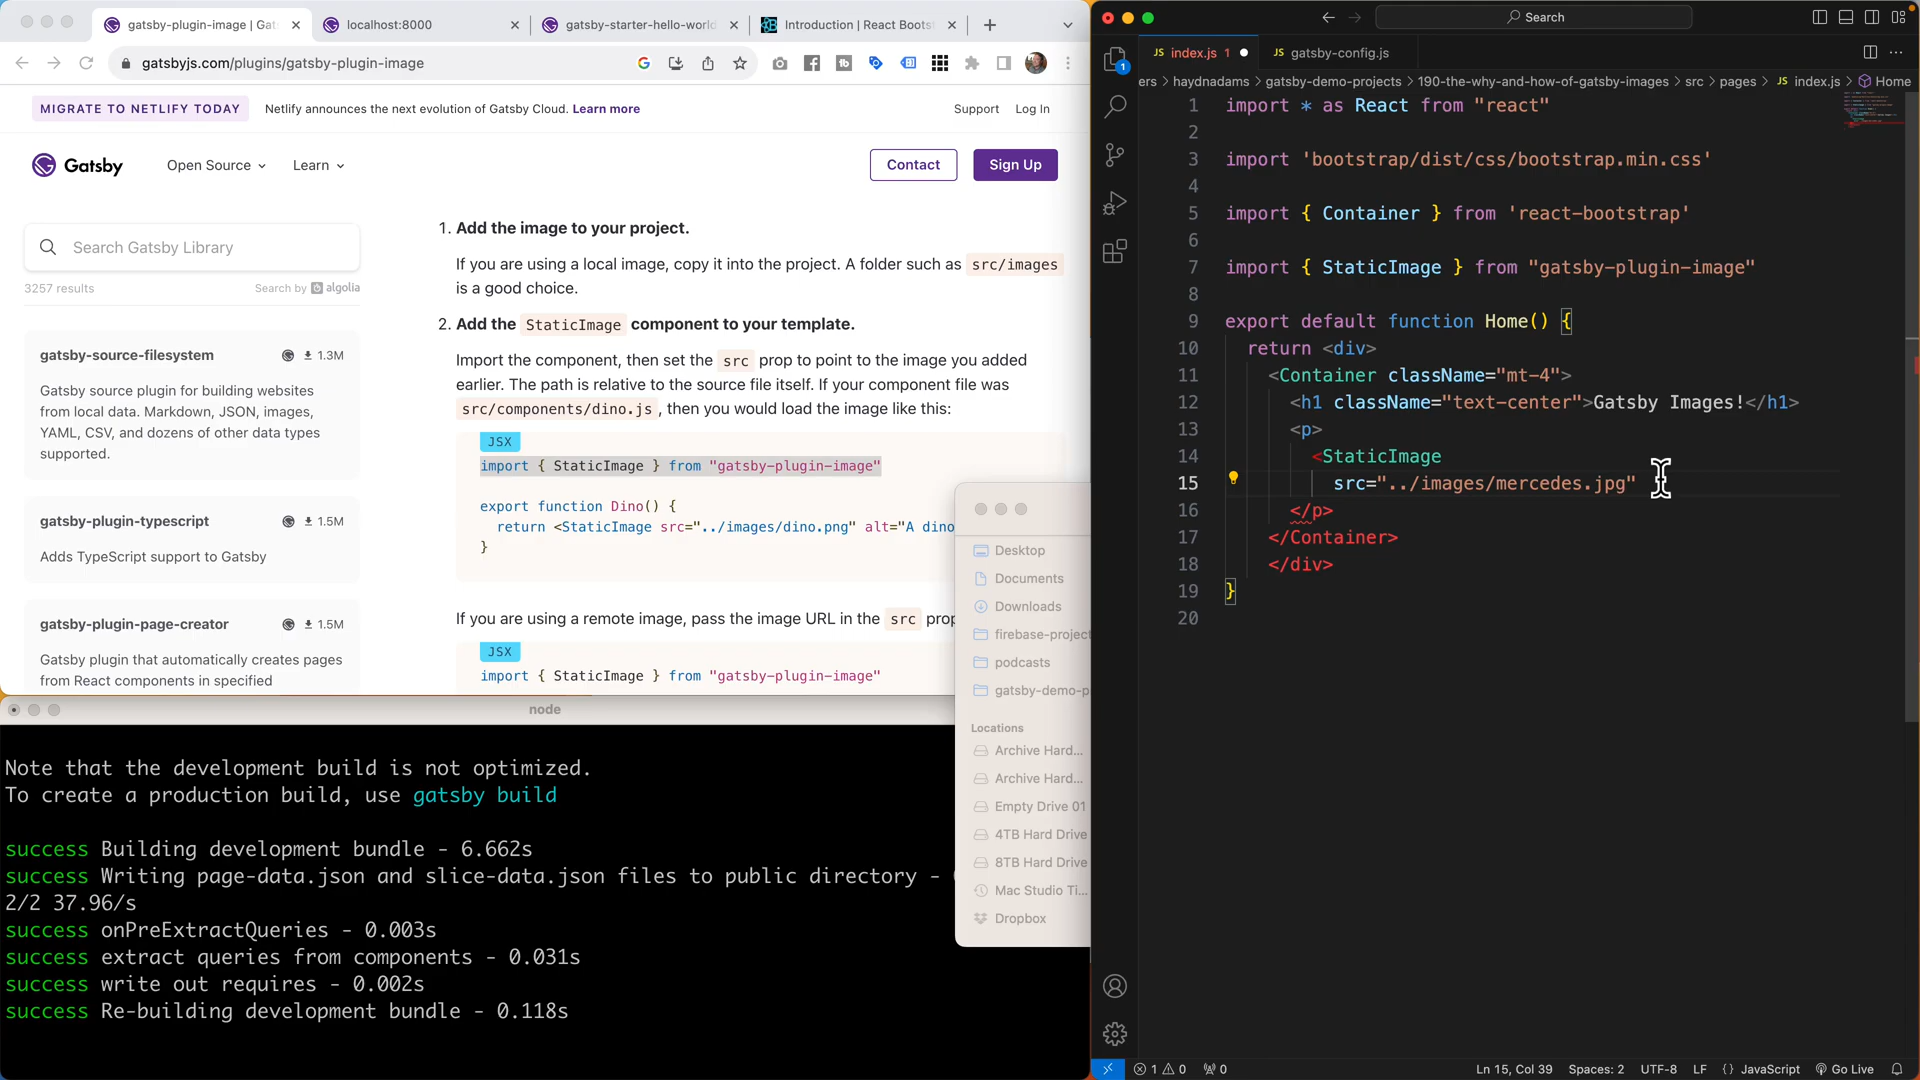 gatsby-plugin-image | Gats
localhost:8000
gatsby-starter-hello-world
Introduction | React Bootst
gatsbyjs.com/plugins/gatsby-plugin-image
MIGRATE TO NETLIFY TODAY
Netlify announces the next evolution of Gatsby Cloud. Learn more
Support
Log In
Gatsby
Open Source
Learn
Contact
Sign Up
Search Gatsby Library
3257 results
Search by algolia
gatsby-source-filesystem
1.3M
Gatsby source plugin for building websites
from local data. Markdown, JSON, images,
YAML, CSV, and dozens of other data types
supported.
gatsby-plugin-typescript
1.5M
Adds TypeScript support to Gatsby
gatsby-plugin-page-creator
1.5M
Gatsby plugin that automatically creates pages
from React components in specified
1. Add the image to your project.
If you are using a local image, copy it into the project. A folder such as src/images
is a good choice.
2. Add the StaticImage component to your template.
Import the component, then set the src prop to point to the image you added
earlier. The path is relative to the source file itself. If your component file was
src/components/dino.js , then you would load the image like this:
JSX
import { StaticImage } from "gatsby-plugin-image"
export function Dino() {
return <StaticImage src="../images/dino.png" alt="A dino
}
If you are using a remote image, pass the image URL in the src prop
JSX
import { StaticImage } from "gatsby-plugin-image"
Desktop
Documents
Downloads
firebase-project
podcasts
gatsby-demo-p
Locations
Archive Hard...
Archive Hard...
Empty Drive 01
4TB Hard Drive
8TB Hard Drive
Mac Studio Ti...
Dropbox
node
Note that the development build is not optimized.
To create a production build, use gatsby build
success Building development bundle - 6.662s
success Writing page-data.json and slice-data.json files to public directory -
2/2 37.96/s
success onPreExtractQueries - 0.003s
success extract queries from components - 0.031s
success write out requires - 0.002s
success Re-building development bundle - 0.118s
Search
JS index.js 1
JS gatsby-config.js
ers > haydnadams > gatsby-demo-projects > 190-the-why-and-how-of-gatsby-images > src > pages > JS index.js > Home
1
1 import * as React from "react"
2
3 import 'bootstrap/dist/css/bootstrap.min.css'
4
5 import { Container } from 'react-bootstrap'
6
7 import { StaticImage } from "gatsby-plugin-image"
8
9 export default function Home() {
10 return <div>
11 <Container className="mt-4">
12 <h1 className="text-center">Gatsby Images!</h1>
13 <p>
14 <StaticImage
15 src="../images/mercedes.jpg"
16 </p>
17 </Container>
18 </div>
19 }
20
1 0
0
Ln 15, Col 39
Spaces: 2
UTF-8
LF
{} JavaScript
Go Live